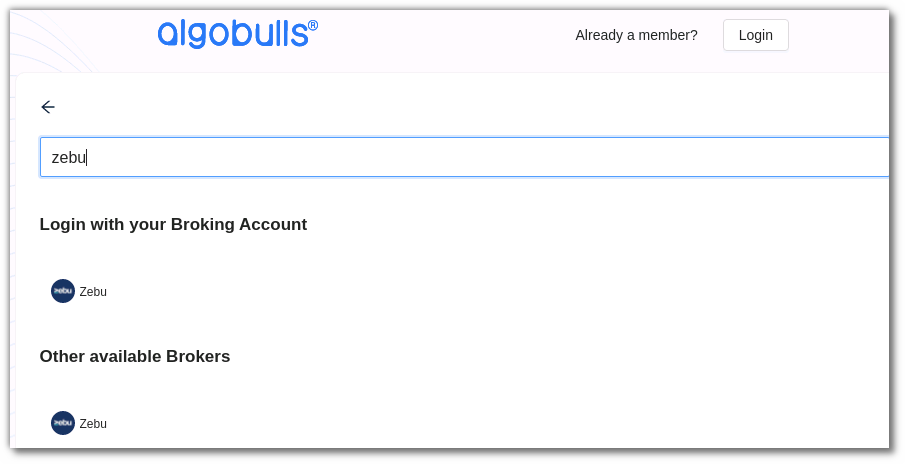 algobulls®
Already a member? Login
zebu
Login with your Broking Account
zebu Zebu
Other available Brokers
zebu Zebu